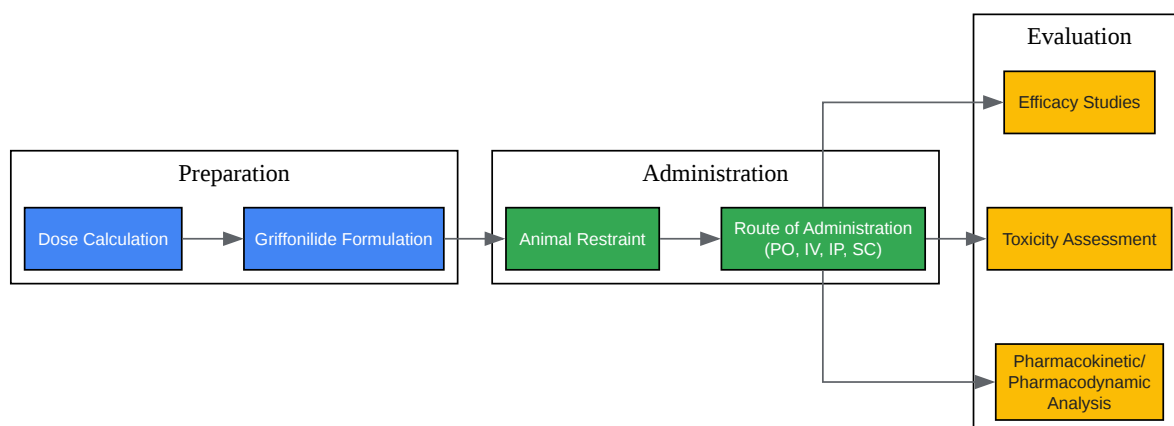 Preparation
Dose Calculation
Griffonilide Formulation
Administration
Animal Restraint
Route of Administration
(PO, IV, IP, SC)
Evaluation
Efficacy Studies
Toxicity Assessment
Pharmacokinetic/
Pharmacodynamic
Analysis